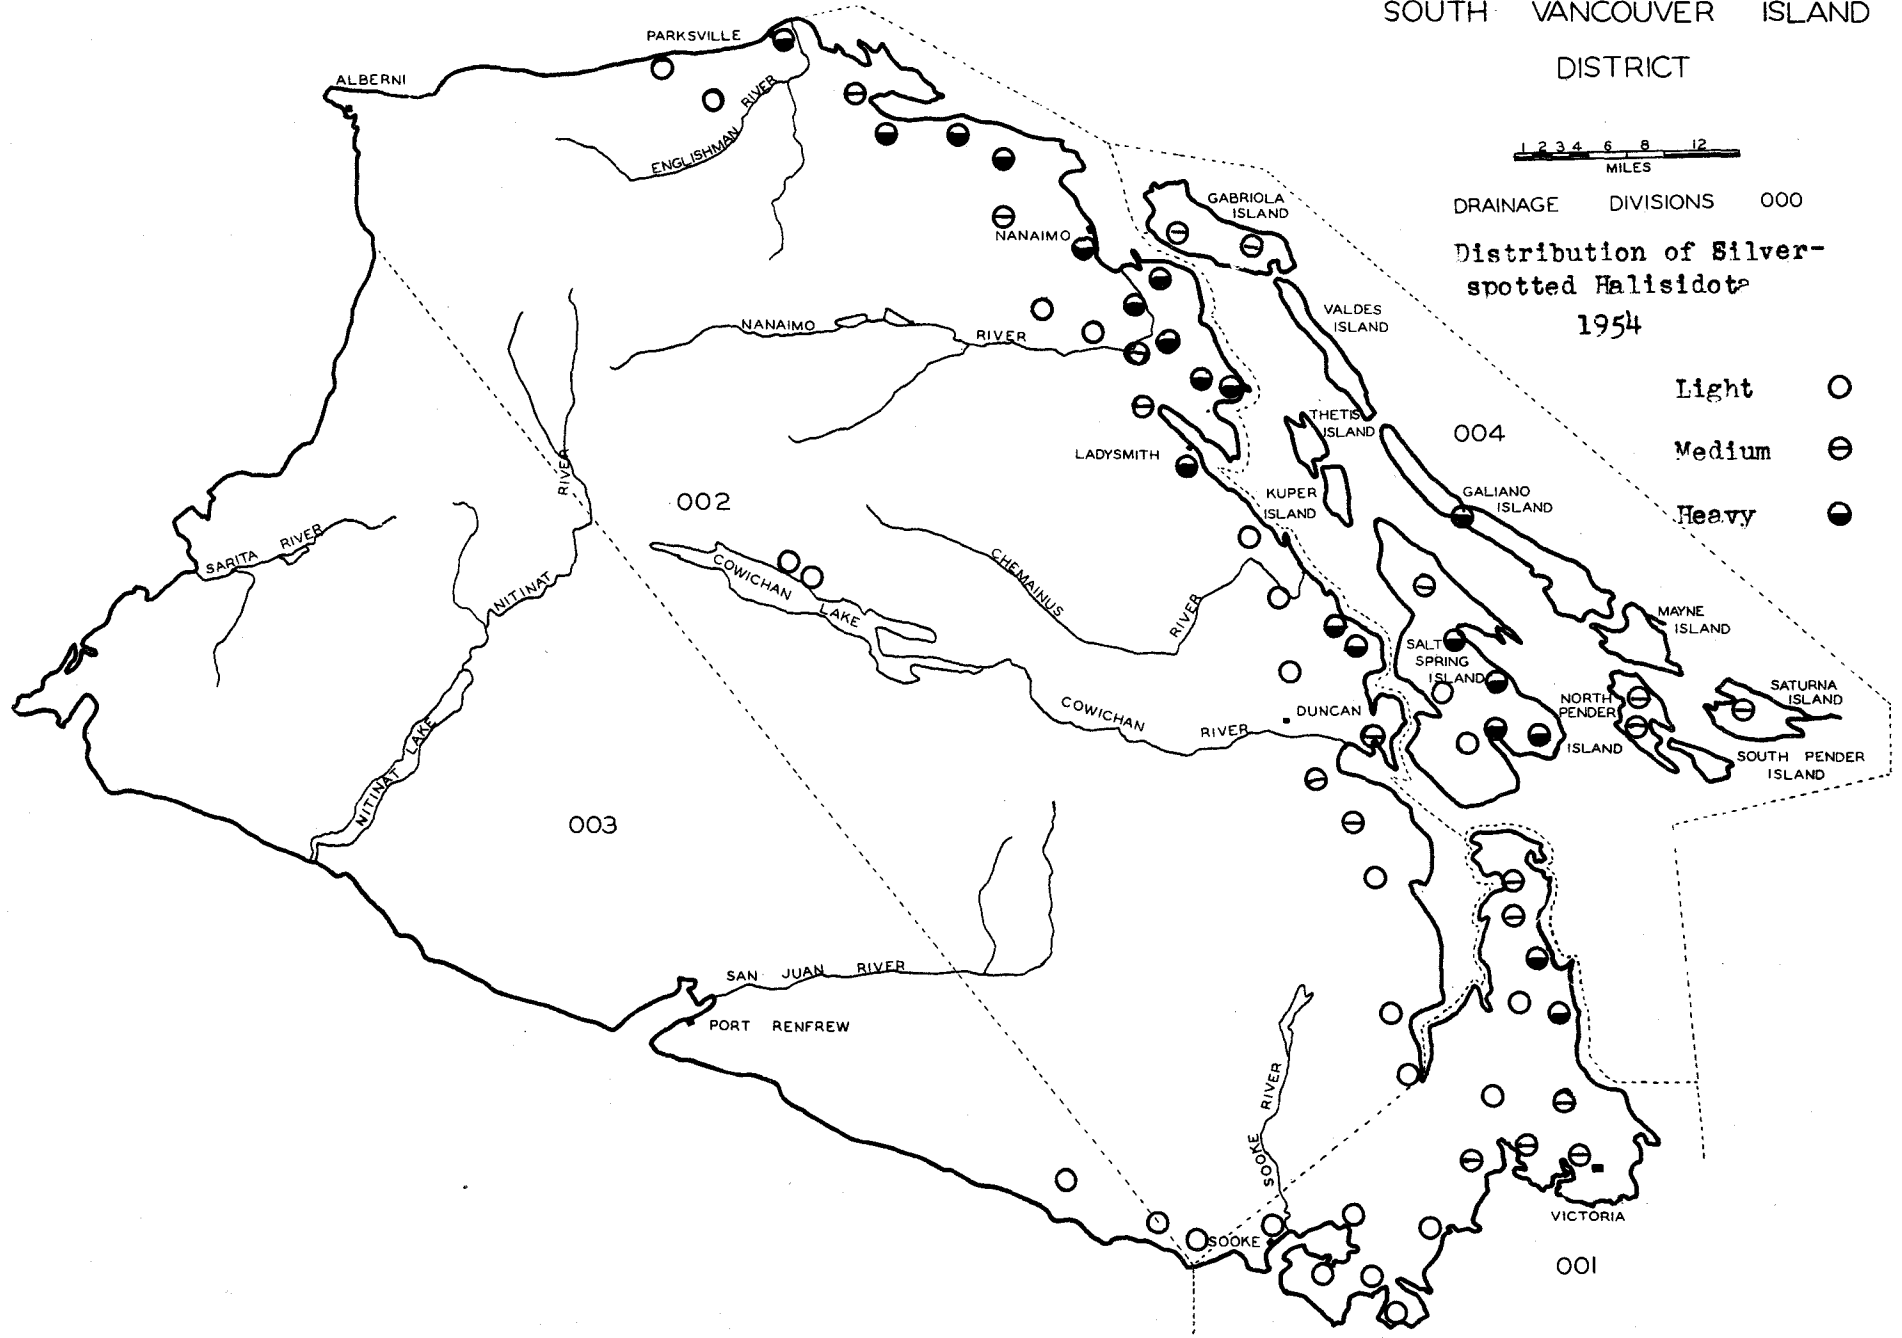 SOUTH VANCOUVER ISLAND
DISTRICT
1 2 3 4 6 8 12
MILES
DRAINAGE DIVISIONS 000
Distribution of Silver-
spotted Halisidota
1954
Light
Medium
Heavy
PARKSVILLE
ALBERNI
ENGLISHMAN RIVER
GABRIOLA
ISLAND
NANAIMO
VALDES
ISLAND
NANAIMO RIVER
THETIS
ISLAND
004
LADYSMITH
KUPER
ISLAND
GALIANO
ISLAND
002
RIVER
NITINAT
SARITA RIVER
COWICHAN LAKE
CHEMAINUS RIVER
MAYNE
ISLAND
SALT
SPRING
ISLAND
NORTH
PENDER
ISLAND
SATURNA
ISLAND
SOUTH PENDER
ISLAND
DUNCAN
COWICHAN RIVER
NITINAT LAKE
003
SAN JUAN RIVER
PORT RENFREW
SOOKE RIVER
SOOKE
VICTORIA
001